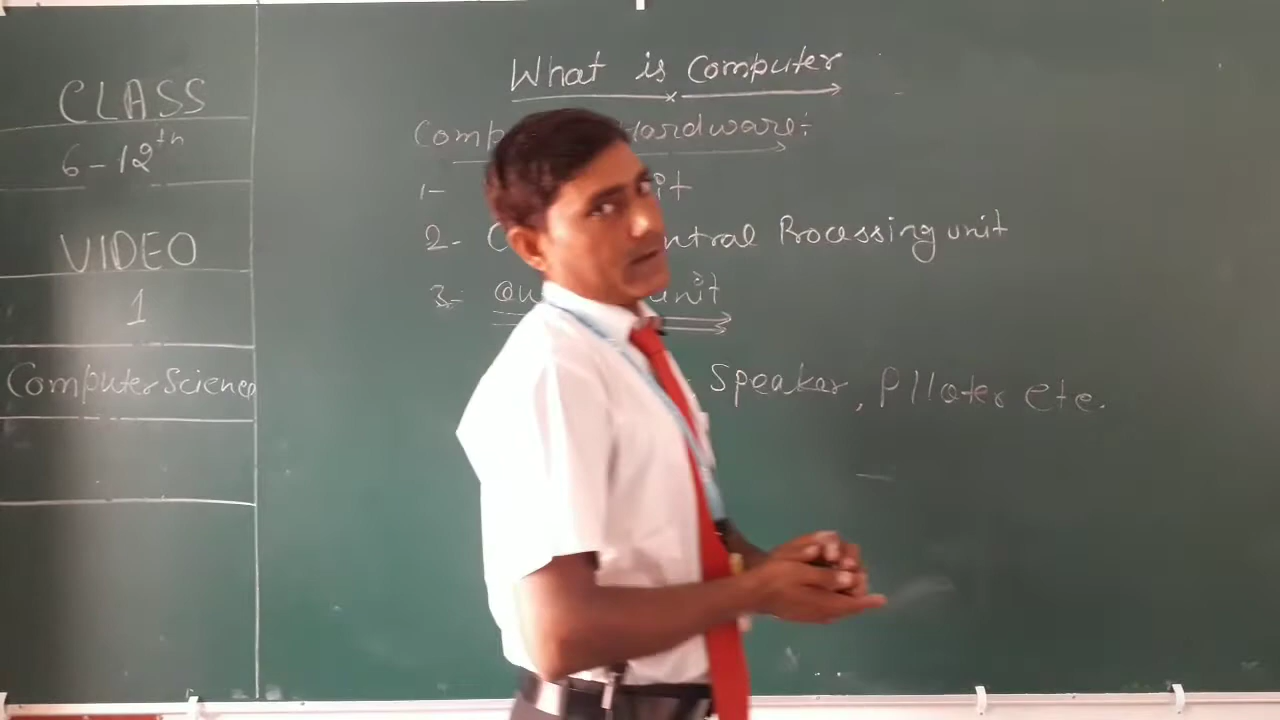 CLASS
6-12th
VIDEO
1
Computer Science
What is Computer
Hardware:
1-
2- ntral Processing unit
3- unit
Speaker, Plloter etc.